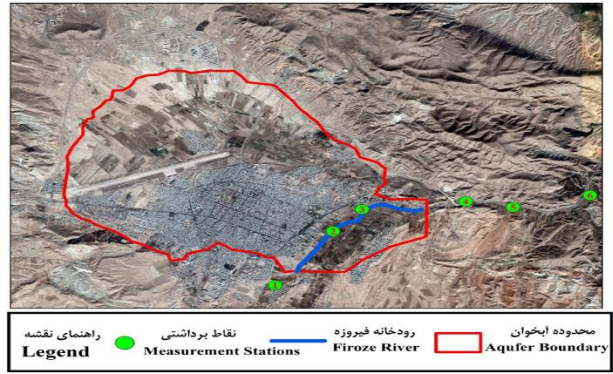 1
2
3
4
5
6
راهنمای نقشه
Legend
نقاط برداشتی
Measurement Stations
رودخانه فیروزه
Firoze River
محدوده آبخوان
Aqufer Boundary